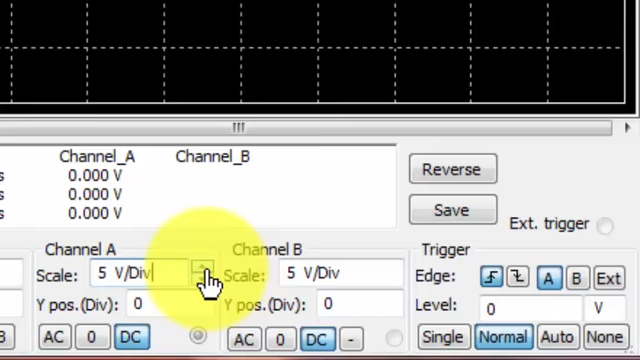 Channel_A Channel_B
s 0.000 V
s 0.000 V
s 0.000 V
Reverse
Save
Ext. trigger
Channel A Channel B Trigger
Scale: 5 V/Div Scale: 5 V/Div Edge: A B Ext
Y pos.(Div): 0 Y pos.(Div): 0 Level: 0 V
B AC 0 DC AC 0 DC - Single Normal Auto None